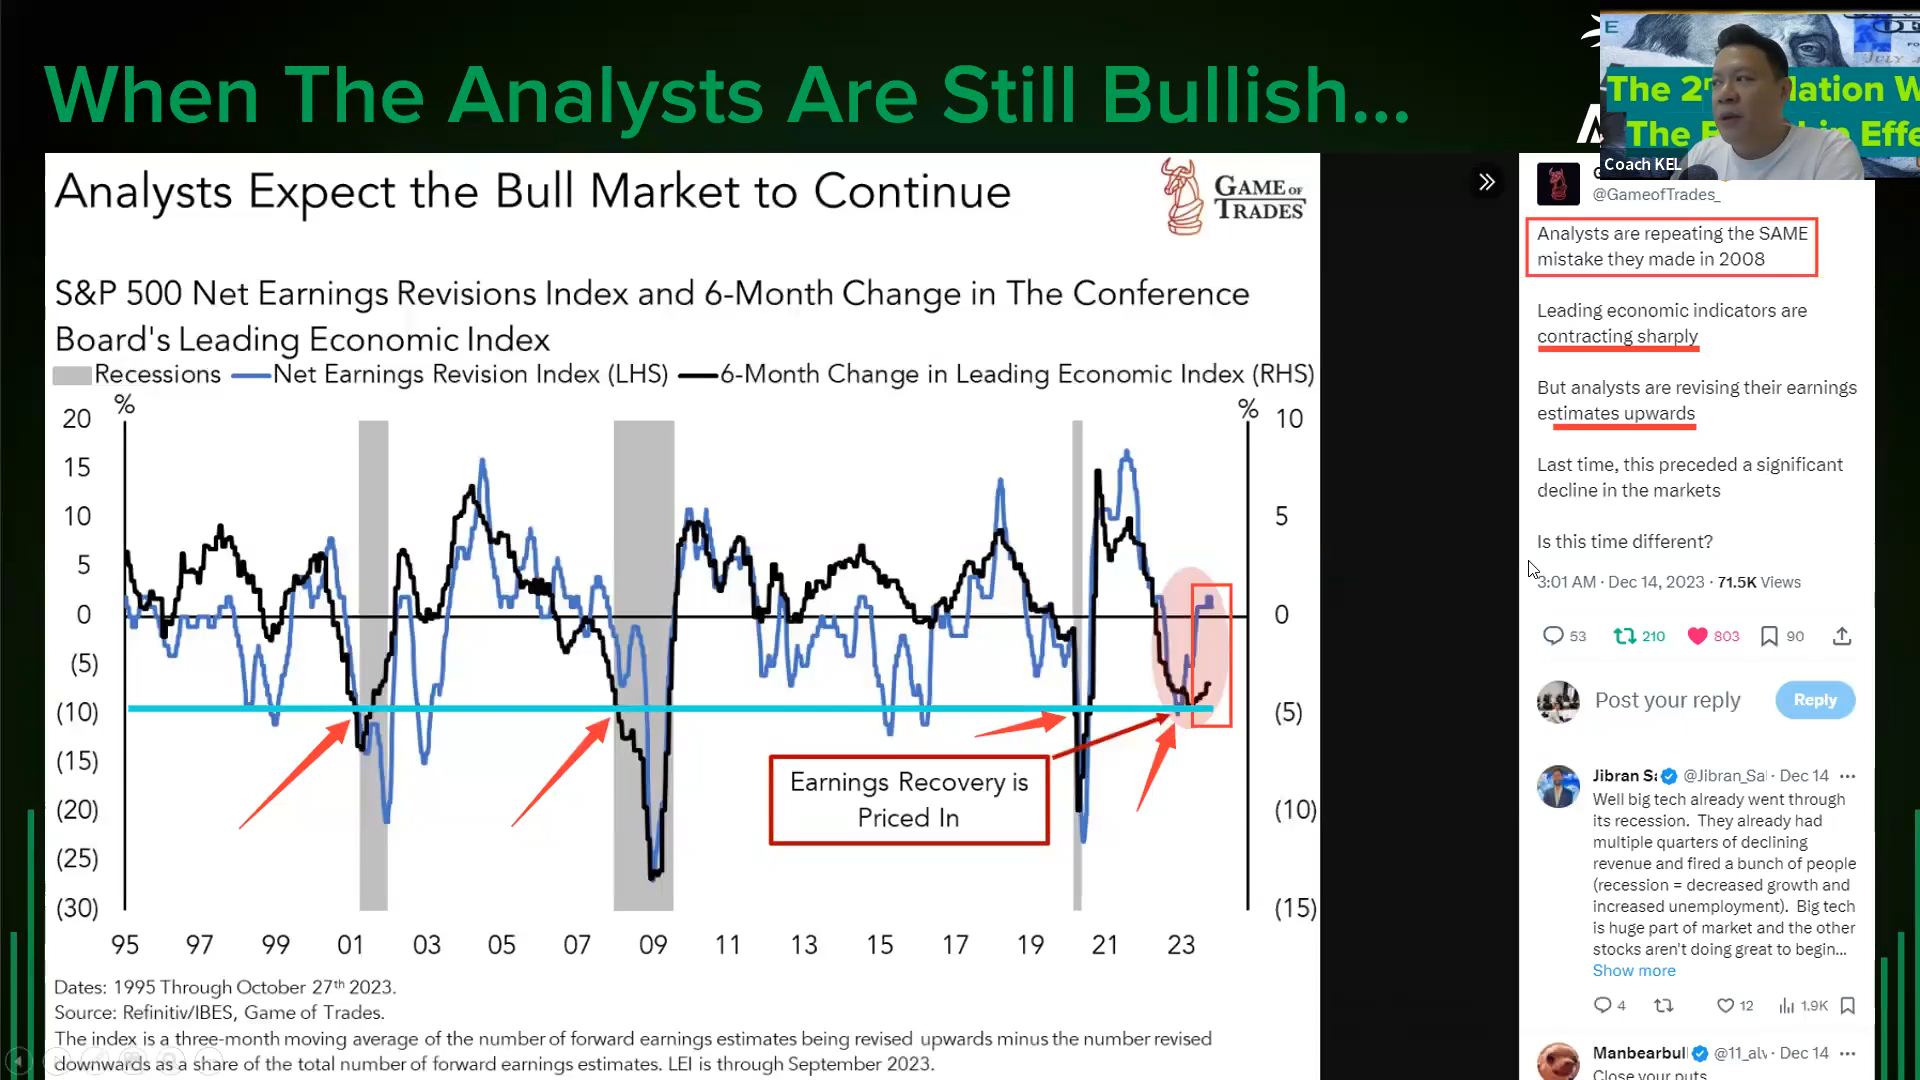 When The Analysts Are Still Bullish...
E
The 2
lation W
The E
Effe
Coach KEL
Analysts Expect the Bull Market to Continue
GAME OF
TRADES
S&P 500 Net Earnings Revisions Index and 6-Month Change in The Conference
Board's Leading Economic Index
Recessions
Net Earnings Revision Index (LHS)
6-Month Change in Leading Economic Index (RHS)
%
%
20
15
10
5
0
(5)
(10)
(15)
(20)
(25)
(30)
10
5
0
(5)
(10)
(15)
Earnings Recovery is
Priced In
95 97 99 01 03 05 07 09 11 13 15 17 19 21 23
Dates: 1995 Through October 27th 2023.
Source: Refinitiv/IBES, Game of Trades.
The index is a three-month moving average of the number of forward earnings estimates being revised upwards minus the number revised
downwards as a share of the total number of forward earnings estimates. LEI is through September 2023.
@GameofTrades_
Analysts are repeating the SAME
mistake they made in 2008
Leading economic indicators are
contracting sharply
But analysts are revising their earnings
estimates upwards
Last time, this preceded a significant
decline in the markets
Is this time different?
3:01 AM · Dec 14, 2023 · 71.5K Views
53 210 803 90
Post your reply
Reply
Jibran Sa @Jibran_Sa · Dec 14 ···
Well big tech already went through
its recession. They already had
multiple quarters of declining
revenue and fired a bunch of people
(recession = decreased growth and
increased unemployment). Big tech
is huge part of market and the other
stocks aren't doing great to begin...
Show more
4 12 1.9K
Manbearbull @11_alv · Dec 14 ···
Close your puts